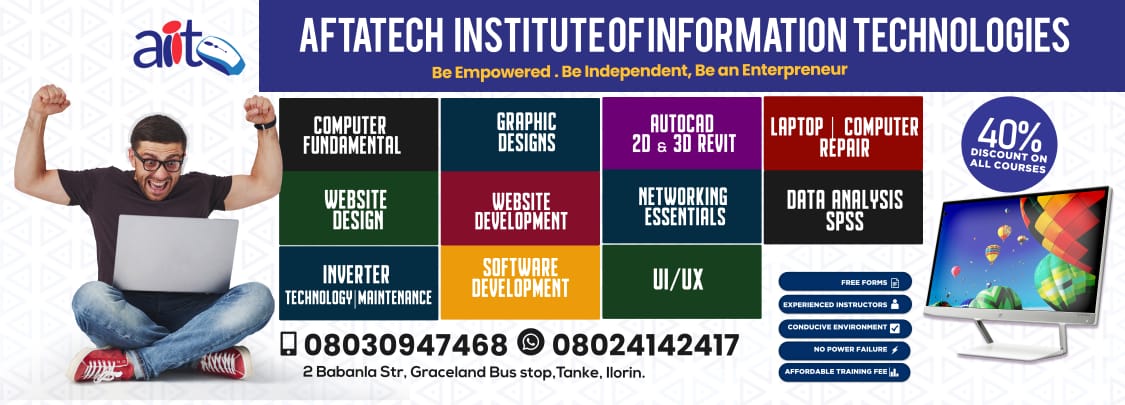 aiit
AFTATECH INSTITUTE OF INFORMATION TECHNOLOGIES
Be Empowered . Be Independent, Be an Enterpreneur
COMPUTER
FUNDAMENTAL
GRAPHIC
DESIGNS
AUTOCAD
2D & 3D REVIT
LAPTOP | COMPUTER
REPAIR
WEBSITE
DESIGN
WEBSITE
DEVELOPMENT
NETWORKING
ESSENTIALS
DATA ANALYSIS
SPSS
INVERTER
TECHNOLOGY|MAINTENANCE
SOFTWARE
DEVELOPMENT
UI/UX
40%
DISCOUNT ON
ALL COURSES
FREE FORMS
EXPERIENCED INSTRUCTORS
CONDUCIVE ENVIRONMENT
NO POWER FAILURE
AFFORDABLE TRAINING FEE
08030947468 08024142417
2 Babanla Str, Graceland Bus stop,Tanke, Ilorin.